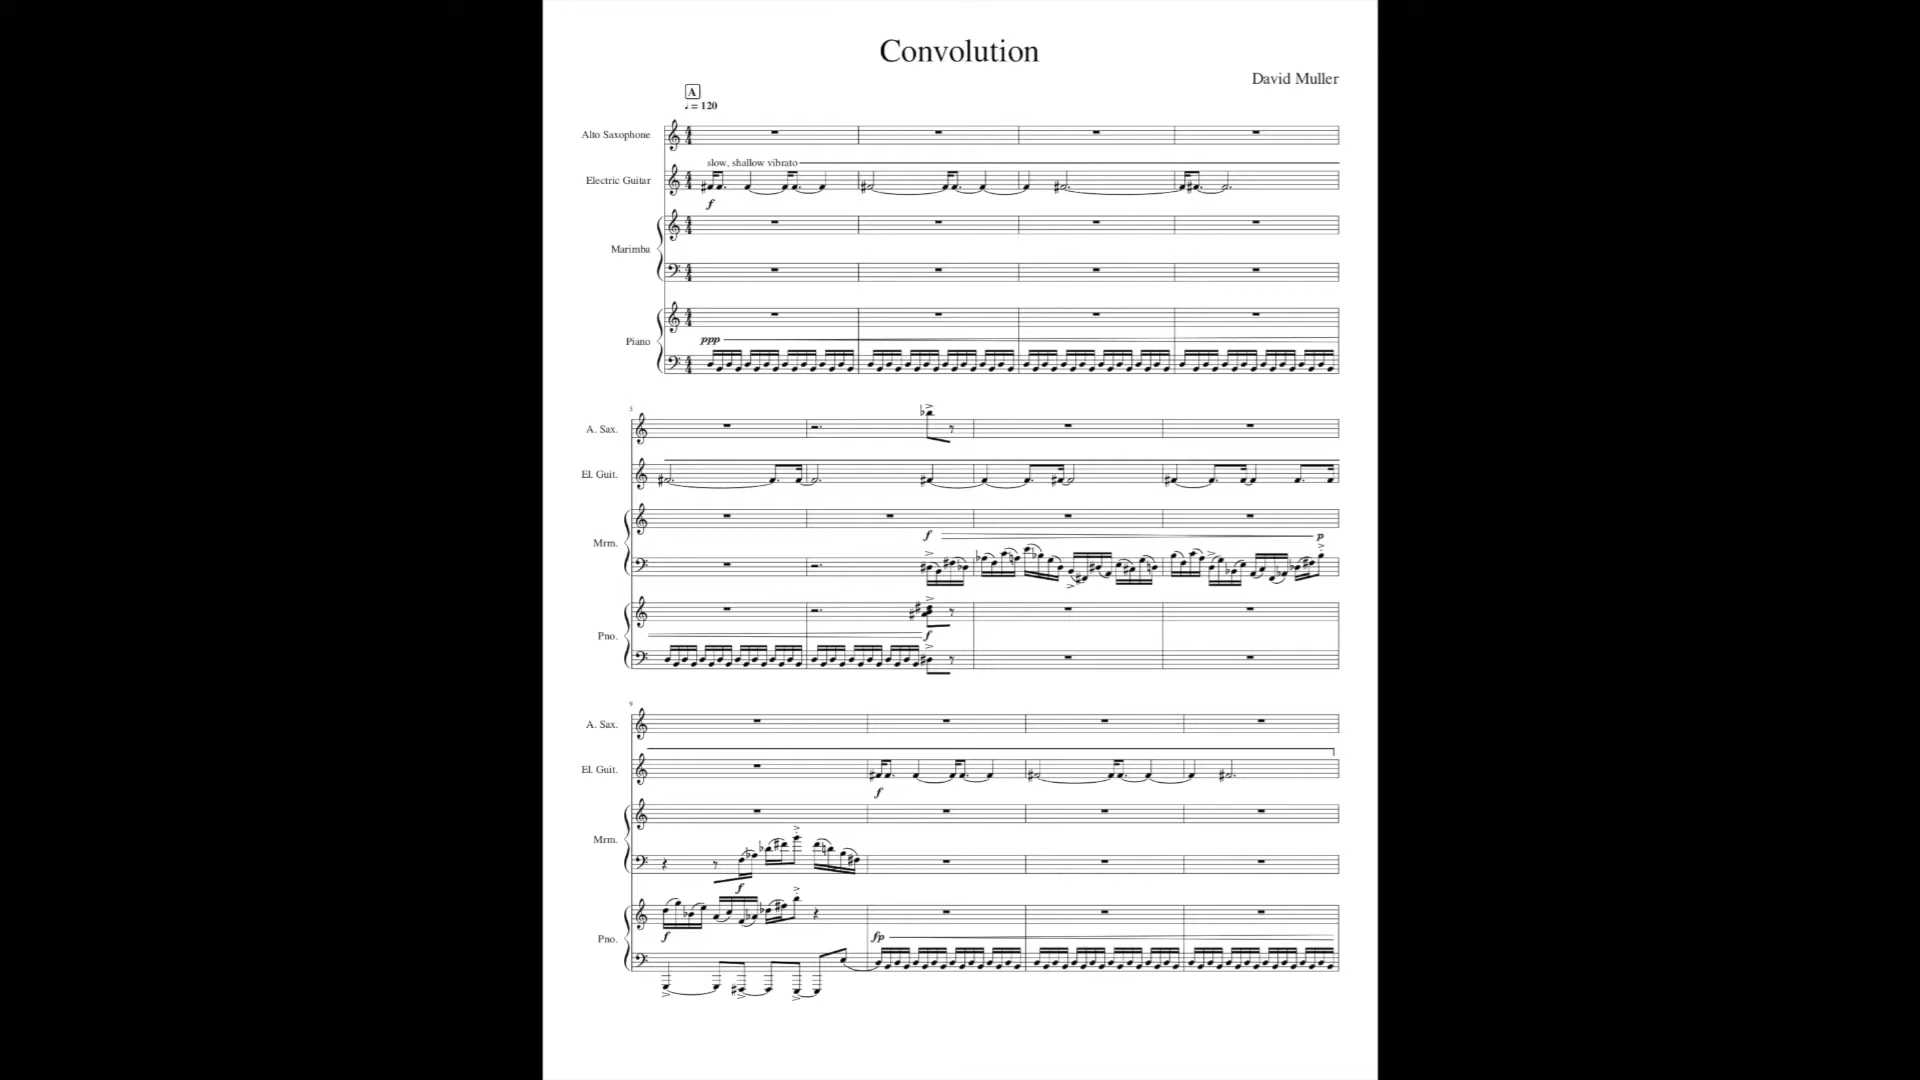 Convolution
David Muller
A
♩ = 120
Alto Saxophone
slow, shallow vibrato
Electric Guitar
f
Marimba
Piano
ppp
A. Sax.
El. Guit.
f
p
Mrm.
Pno.
f
9
A. Sax.
El. Guit.
f
Mrm.
f
f
fp
Pno.